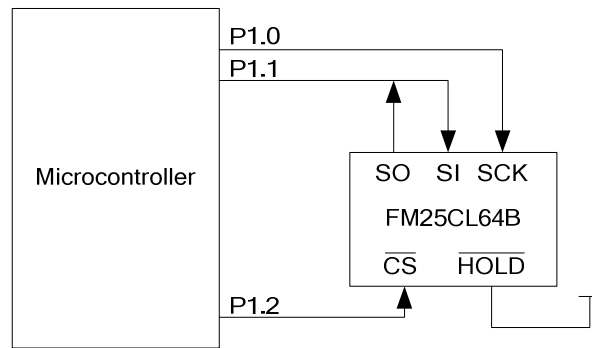 P1.0
P1.1
Microcontroller
SO SI SCK
FM25CL64B
CS HOLD
P1.2